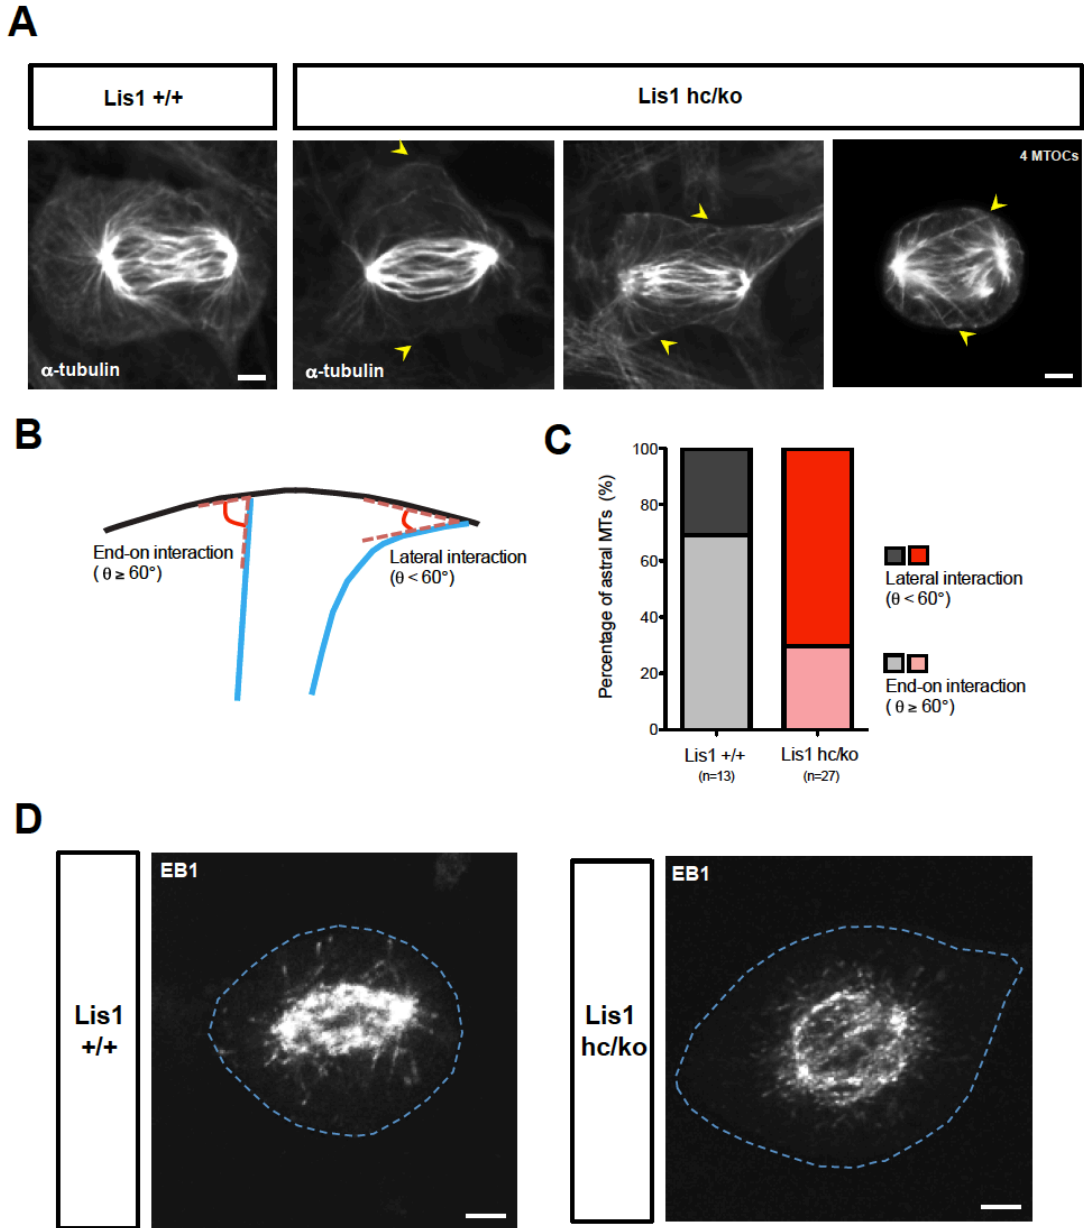 A
Lis1 +/+
Lis1 hc/ko
4 MTOCs
α-tubulin
α-tubulin
B
End-on interaction
( θ ≥ 60°)
Lateral interaction
(θ < 60°)
C
Percentage of astral MTs (%)
100
80
60
40
20
0
Lis1 +/+
(n=13)
Lis1 hc/ko
(n=27)
Lateral interaction
(θ < 60°)
End-on interaction
( θ ≥ 60°)
D
Lis1
+/+
EB1
Lis1
hc/ko
EB1